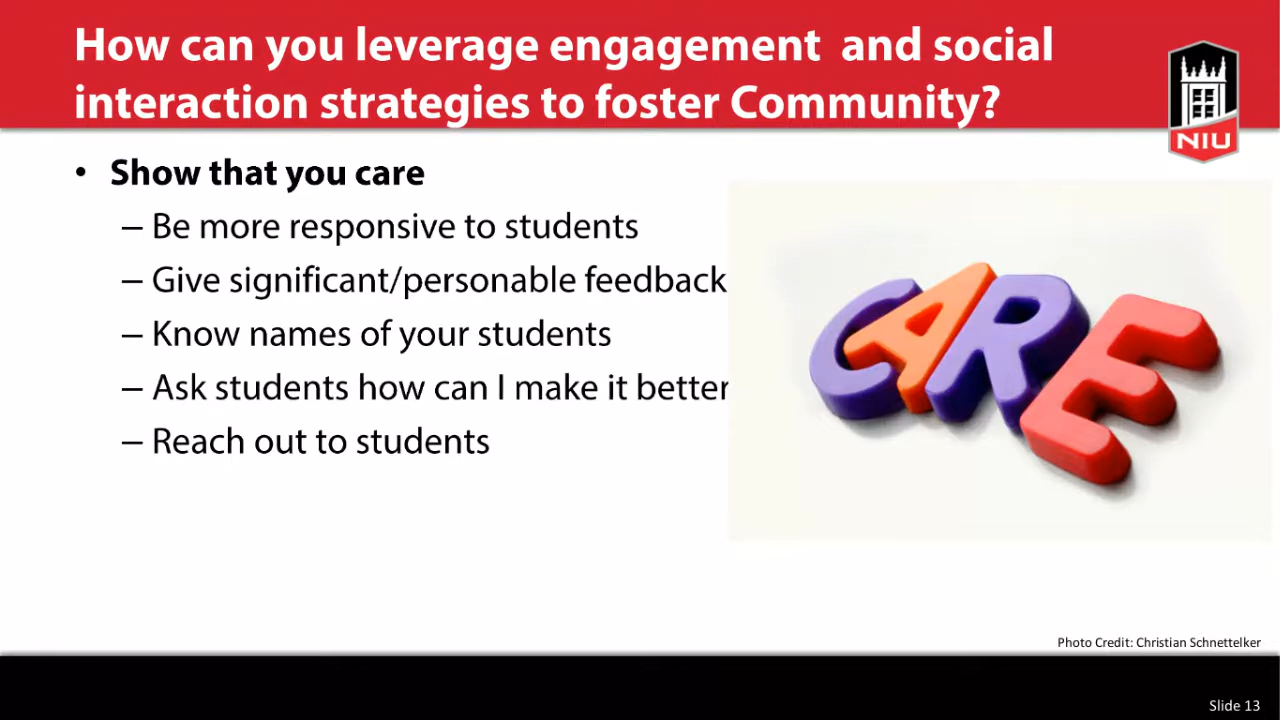 How can you leverage engagement  and social
interaction strategies to foster Community?
NIU
• Show that you care
– Be more responsive to students
– Give significant/personable feedback
– Know names of your students
– Ask students how can I make it better
– Reach out to students
CARE
Photo Credit: Christian Schnettelker
Slide 13